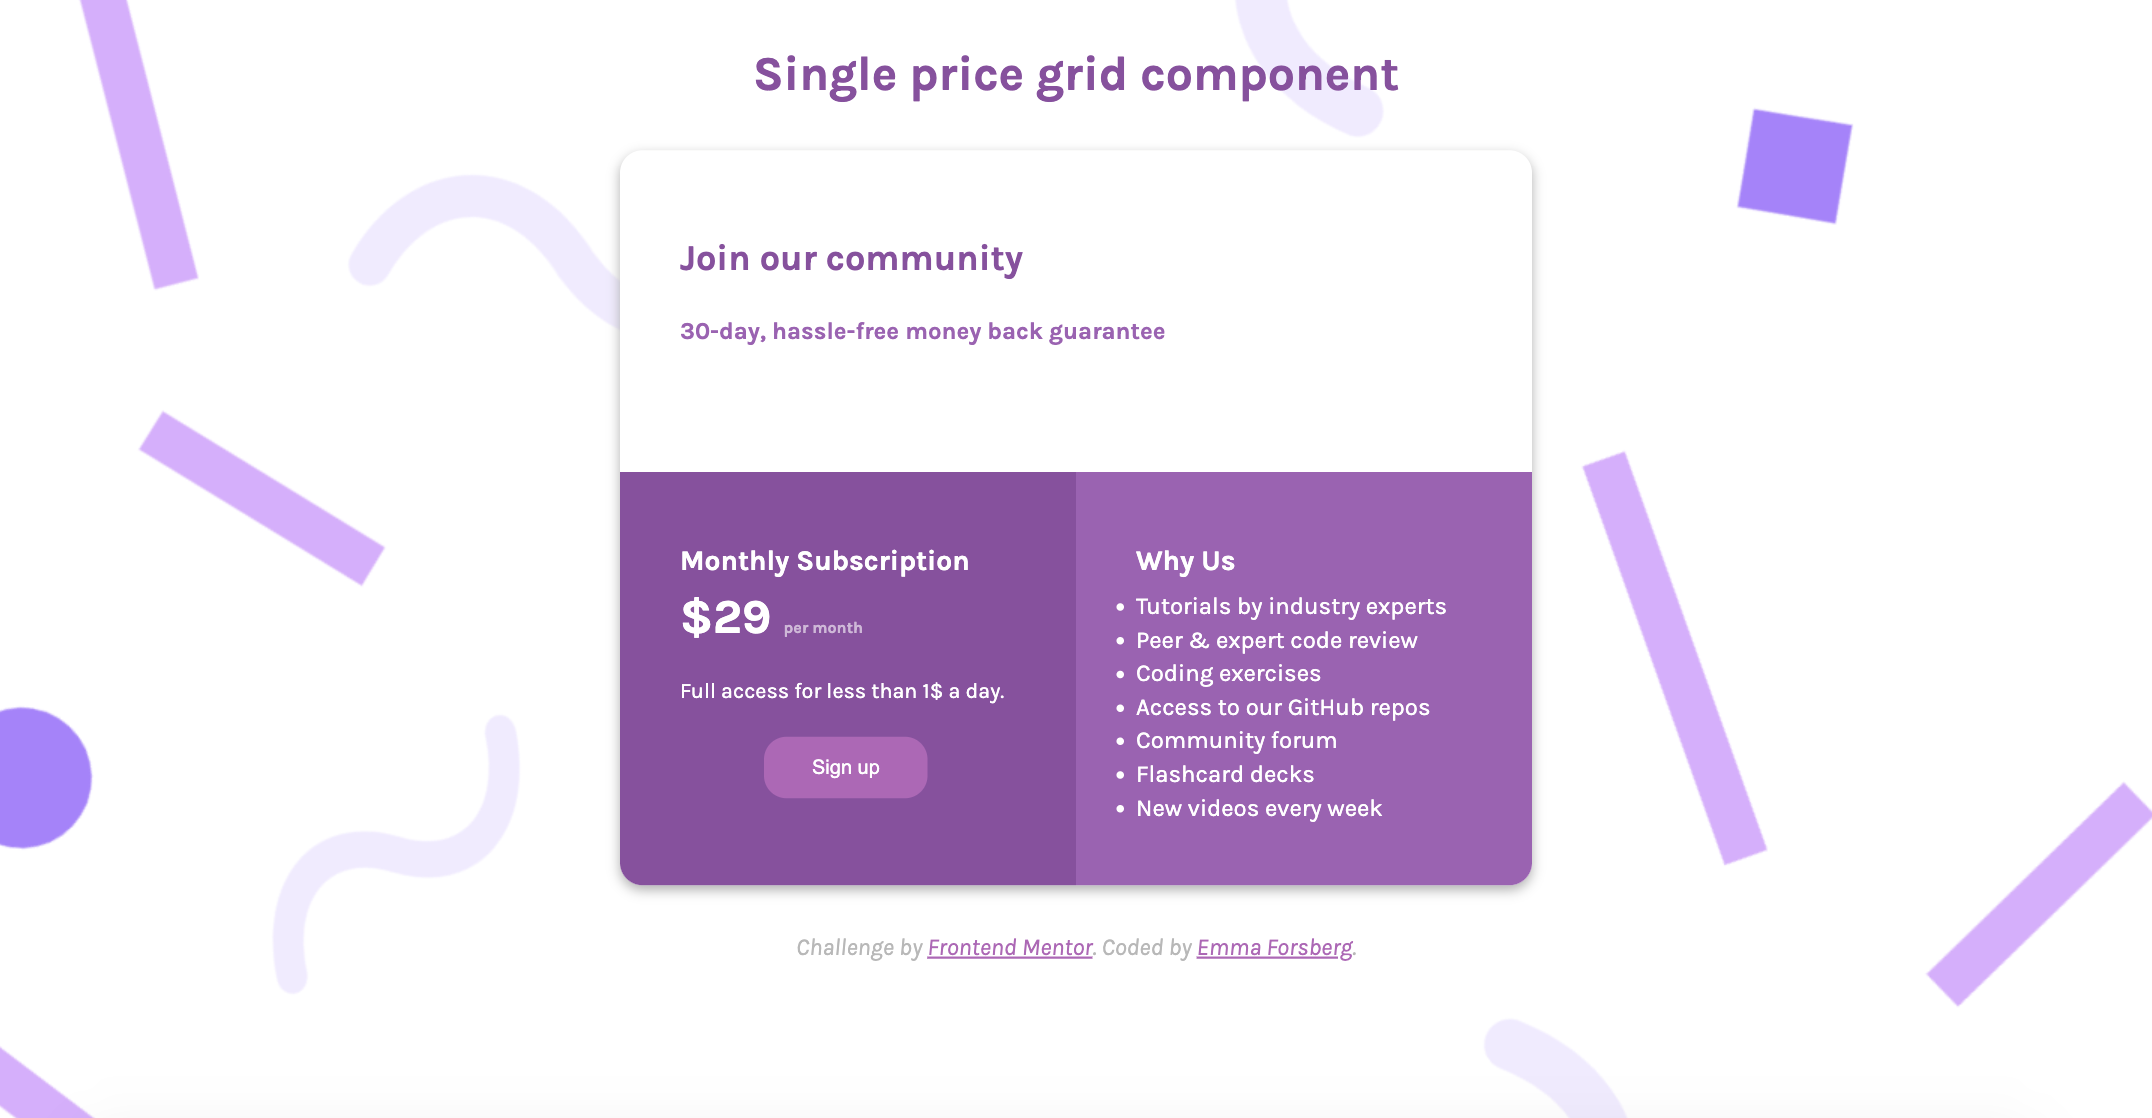 Single price grid component
Join our community
30-day, hassle-free money back guarantee
Monthly Subscription
$29 per month
Full access for less than 1$ a day.
Sign up
Why Us
• Tutorials by industry experts
• Peer & expert code review
• Coding exercises
• Access to our GitHub repos
• Community forum
• Flashcard decks
• New videos every week
Challenge by Frontend Mentor. Coded by Emma Forsberg.